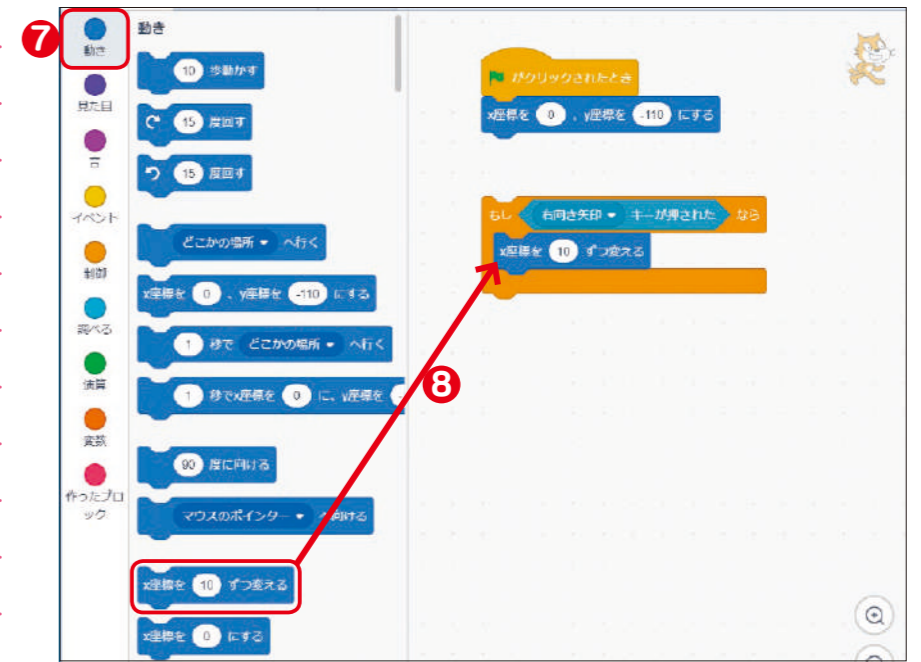 ❼
動き
見た目
音
イベント
制御
調べる
演算
変数
作ったブロ
ック
動き
10 歩動かす
15 度回す
15 度回す
どこかの場所 へ行く
x座標を 0 、y座標を -110 にする
1 秒で どこかの場所 へ行く
1 秒でx座標を 0 に、y座標を
90 度に向ける
マウスのポインター へ向ける
x座標を 10 ずつ変える
x座標を 0 にする
がクリックされたとき
x座標を 0 、y座標を -110 にする
もし 右向き矢印 キーが押された なら
x座標を 10 ずつ変える
❽